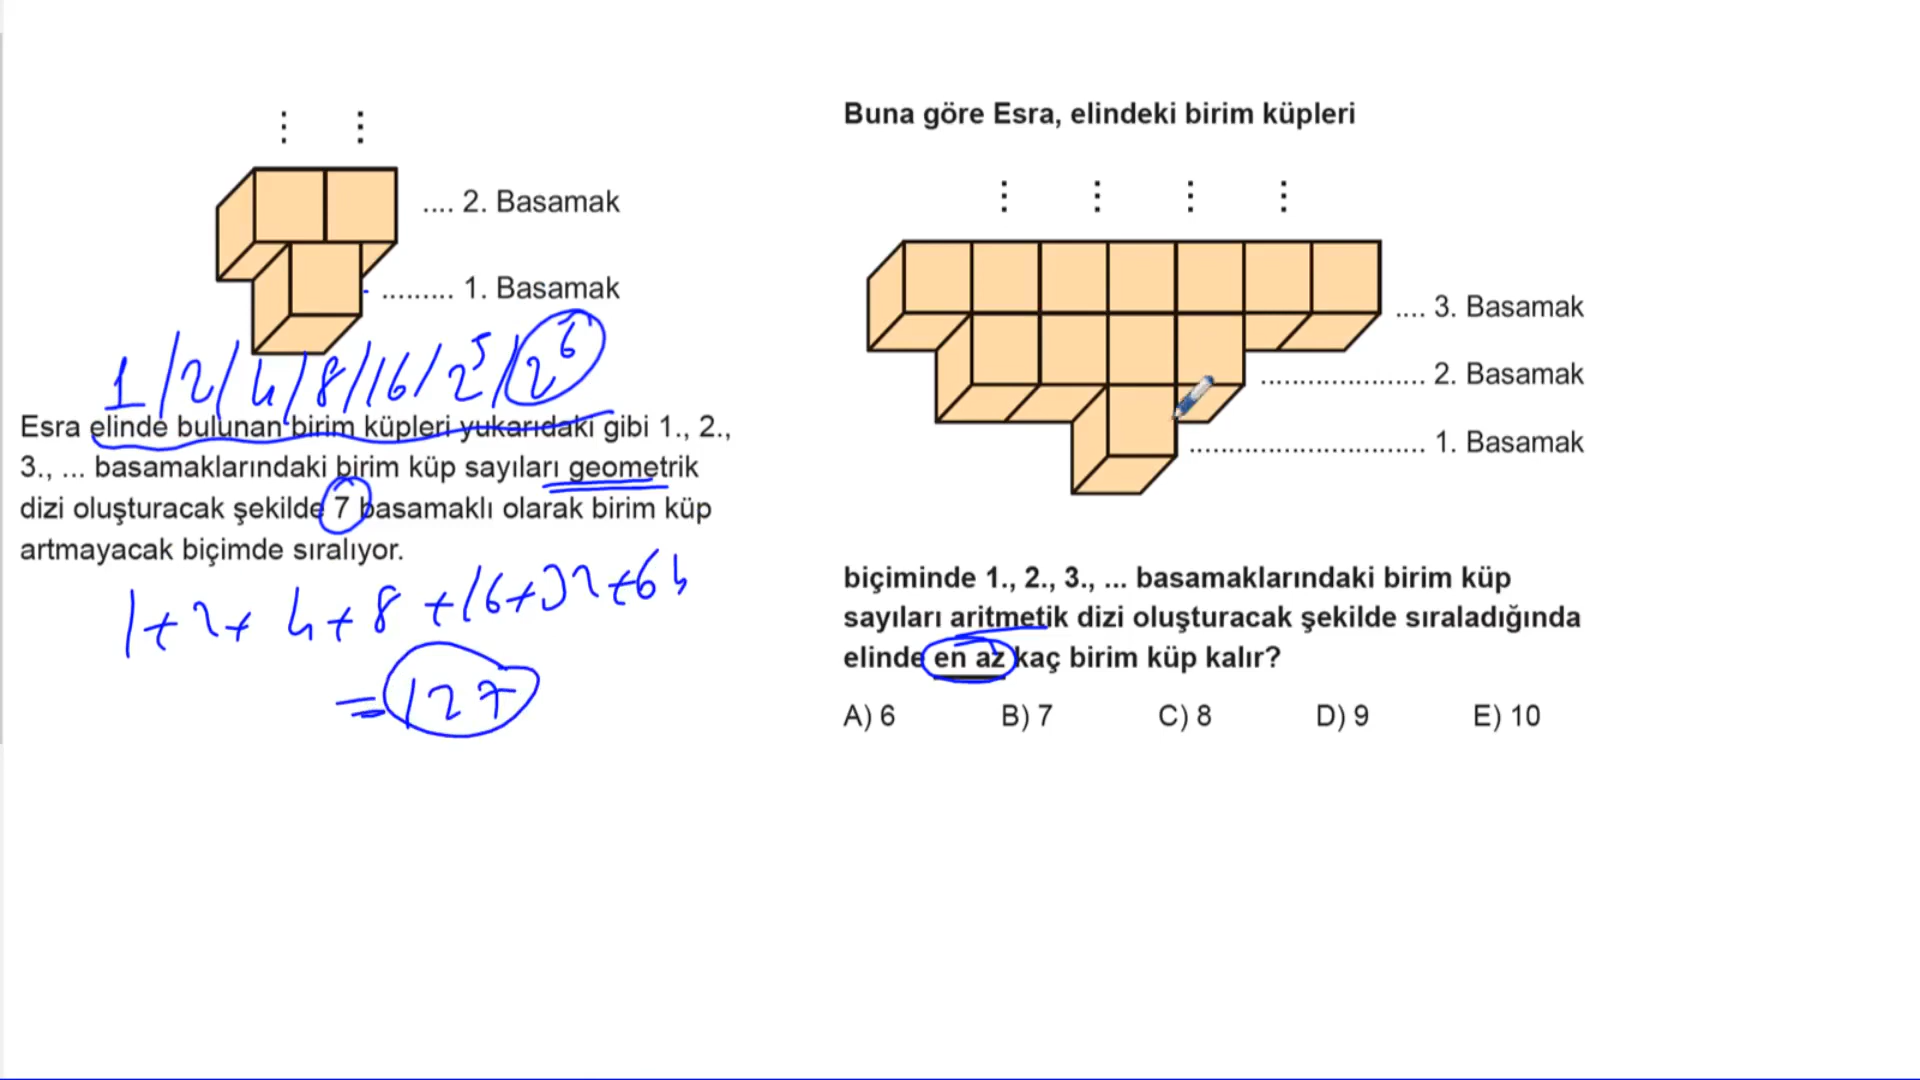 .... 2. Basamak
......... 1. Basamak
1/2/4/8/16/2⁵/2⁶
Esra elinde bulunan birim küpleri yukarıdaki gibi 1., 2.,
3., ... basamaklarındaki birim küp sayıları geometrik
dizi oluşturacak şekilde 7 basamaklı olarak birim küp
artmayacak biçimde sıralıyor.
1+2+4+8+16+32+64
=127
Buna göre Esra, elindeki birim küpleri
.... 3. Basamak
..................... 2. Basamak
............................. 1. Basamak
biçiminde 1., 2., 3., ... basamaklarındaki birim küp
sayıları aritmetik dizi oluşturacak şekilde sıraladığında
elinde en az kaç birim küp kalır?
A) 6 B) 7 C) 8 D) 9 E) 10